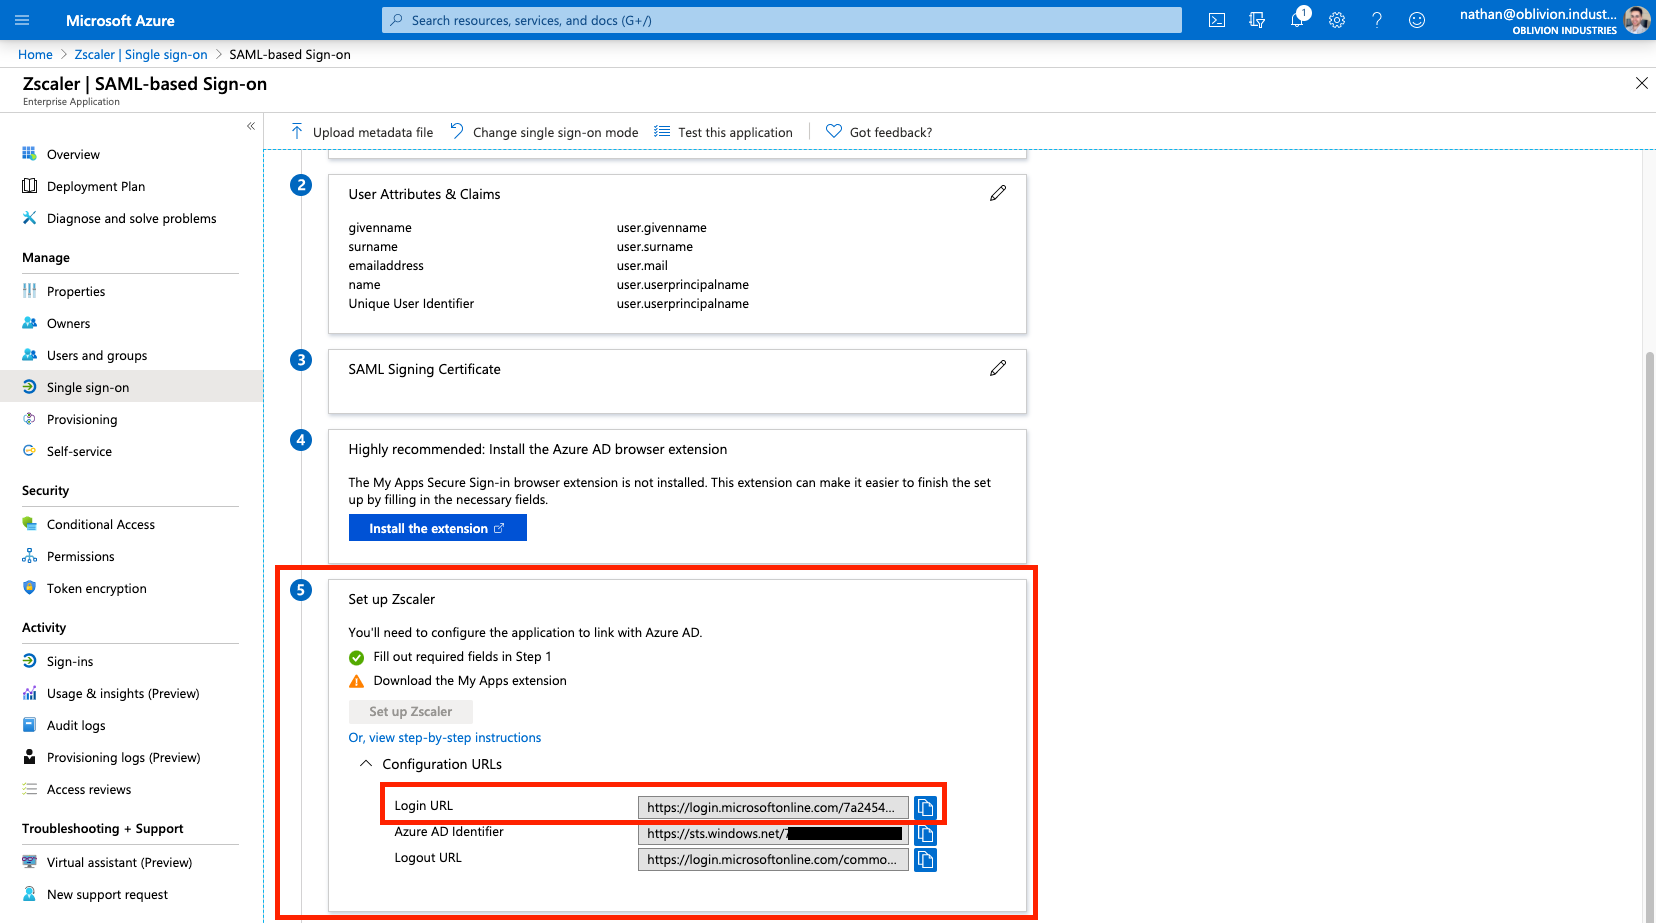 Microsoft Azure
Search resources, services, and docs (G+/)
1
nathan@oblivion.indust...
OBLIVION INDUSTRIES
Home > Zscaler | Single sign-on > SAML-based Sign-on
Zscaler | SAML-based Sign-on
Enterprise Application
Overview
Deployment Plan
Diagnose and solve problems
Manage
Properties
Owners
Users and groups
Single sign-on
Provisioning
Self-service
Security
Conditional Access
Permissions
Token encryption
Activity
Sign-ins
Usage & insights (Preview)
Audit logs
Provisioning logs (Preview)
Access reviews
Troubleshooting + Support
Virtual assistant (Preview)
New support request
Upload metadata file Change single sign-on mode Test this application Got feedback?
2
User Attributes & Claims
givenname user.givenname
surname user.surname
emailaddress user.mail
name user.userprincipalname
Unique User Identifier user.userprincipalname
3
SAML Signing Certificate
4
Highly recommended: Install the Azure AD browser extension
The My Apps Secure Sign-in browser extension is not installed. This extension can make it easier to finish the set
up by filling in the necessary fields.
Install the extension
5
Set up Zscaler
You'll need to configure the application to link with Azure AD.
Fill out required fields in Step 1
Download the My Apps extension
Set up Zscaler
Or, view step-by-step instructions
Configuration URLs
Login URL https://login.microsoftonline.com/7a2454...
Azure AD Identifier https://sts.windows.net/7
Logout URL https://login.microsoftonline.com/commo...